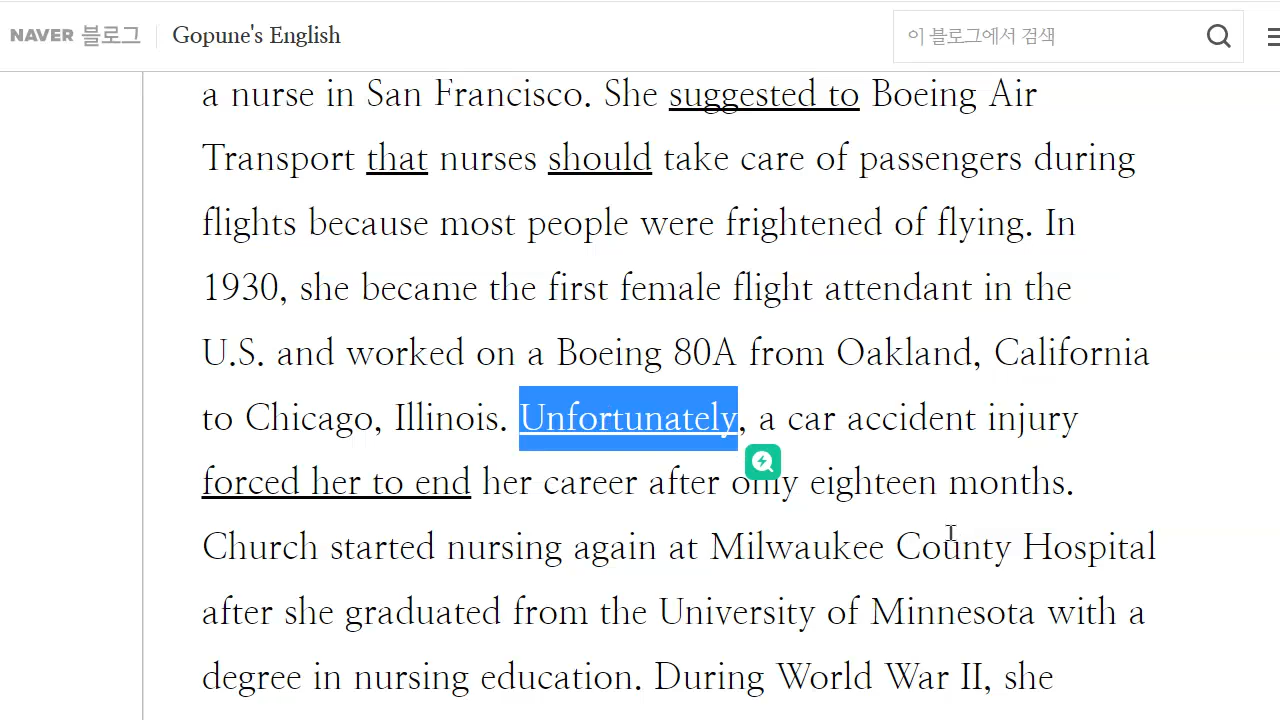 NAVER 블로그 Gopune's English 이 블로그에서 검색
a nurse in San Francisco. She suggested to Boeing Air
Transport that nurses should take care of passengers during
flights because most people were frightened of flying. In
1930, she became the first female flight attendant in the
U.S. and worked on a Boeing 80A from Oakland, California
to Chicago, Illinois. Unfortunately, a car accident injury
forced her to end her career after only eighteen months.
Church started nursing again at Milwaukee County Hospital
after she graduated from the University of Minnesota with a
degree in nursing education. During World War II, she